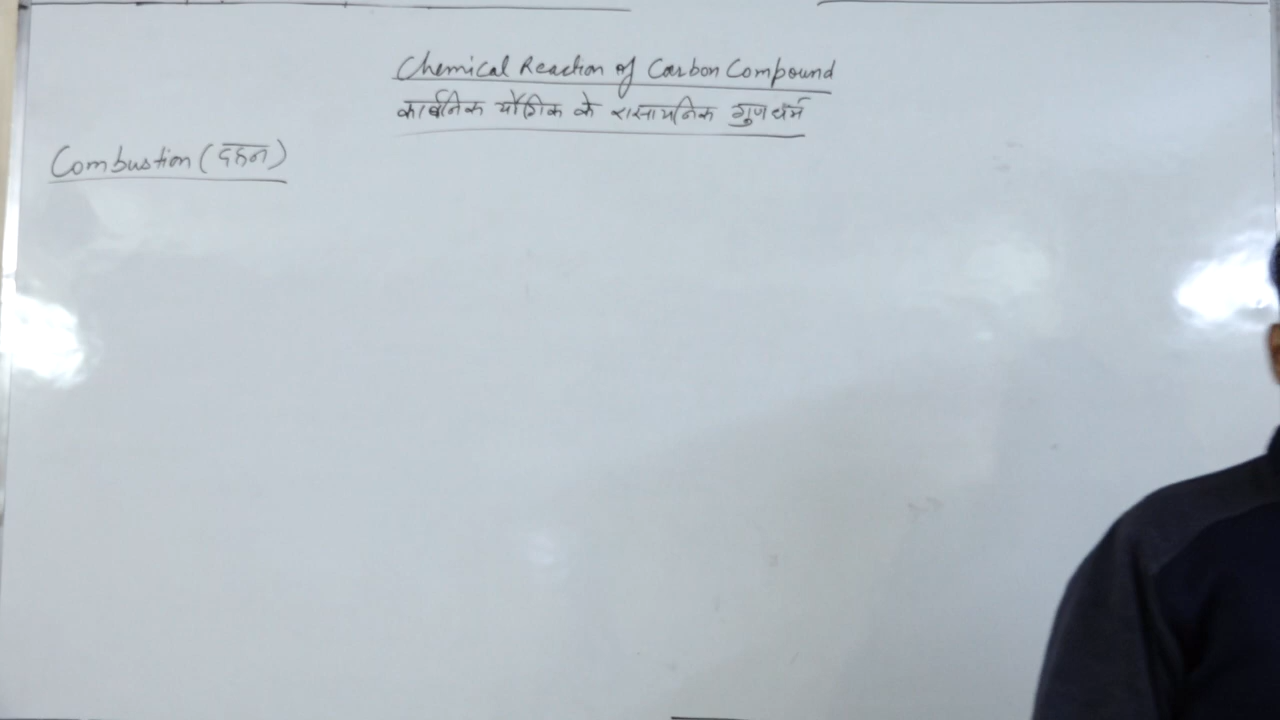 Chemical Reaction of Carbon Compound
कार्बनिक यौगिक के रासायनिक गुणधर्म
Combustion (दहन)